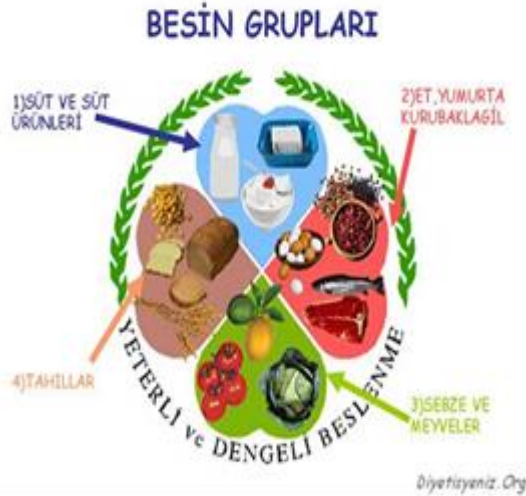 BESİN GRUPLARI
1)SÜT VE SÜT
ÜRÜNLERİ
2)ET,YUMURTA
KURUBAKLAGİL
4)TAHILLAR
3)SEBZE VE
MEYVELER
YETERLİ ve DENGELİ BESLENME
Diyetisyeniz.Org